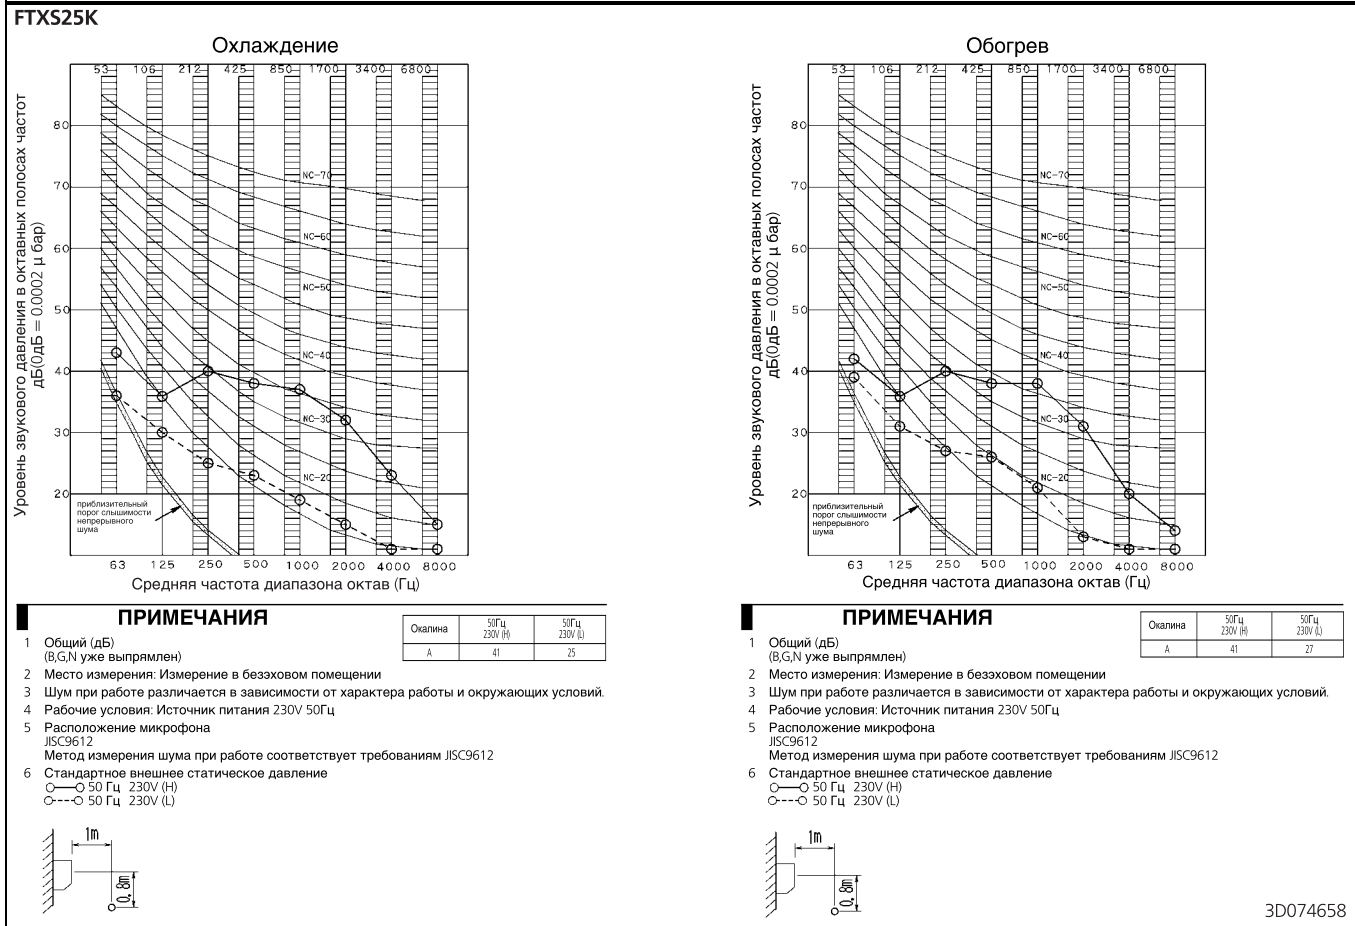 FTXS25K
Охлаждение
53 106 212 425 850 1700 3400 6800
Уровень звукового давления в октавных полосах частот
дБ(0дБ = 0.0002 µ бар)
80
70
60
50
40
30
20
NC-70
NC-60
NC-50
NC-40
NC-30
NC-20
приблизительный
порог слышимости
непрерывного
шума
63 125 250 500 1000 2000 4000 8000
Средняя частота диапазона октав (Гц)
ПРИМЕЧАНИЯ
Окалина 50Гц 230V (H) 50Гц 230V (L)
A 41 25
1 Общий (дБ)
(B,G,N уже выпрямлен)
2 Место измерения: Измерение в безэховом помещении
3 Шум при работе различается в зависимости от характера работы и окружающих условий.
4 Рабочие условия: Источник питания 230V 50Гц
5 Расположение микрофона
JISC9612
Метод измерения шума при работе соответствует требованиям JISC9612
6 Стандартное внешнее статическое давление
50 Гц 230V (H)
50 Гц 230V (L)
1m
0.8m
Обогрев
53 106 212 425 850 1700 3400 6800
Уровень звукового давления в октавных полосах частот
дБ(0дБ = 0.0002 µ бар)
80
70
60
50
40
30
20
NC-70
NC-60
NC-50
NC-40
NC-30
NC-20
приблизительный
порог слышимости
непрерывного
шума
63 125 250 500 1000 2000 4000 8000
Средняя частота диапазона октав (Гц)
ПРИМЕЧАНИЯ
Окалина 50Гц 230V (H) 50Гц 230V (L)
A 41 27
1 Общий (дБ)
(B,G,N уже выпрямлен)
2 Место измерения: Измерение в безэховом помещении
3 Шум при работе различается в зависимости от характера работы и окружающих условий.
4 Рабочие условия: Источник питания 230V 50Гц
5 Расположение микрофона
JISC9612
Метод измерения шума при работе соответствует требованиям JISC9612
6 Стандартное внешнее статическое давление
50 Гц 230V (H)
50 Гц 230V (L)
1m
0.8m
3D074658